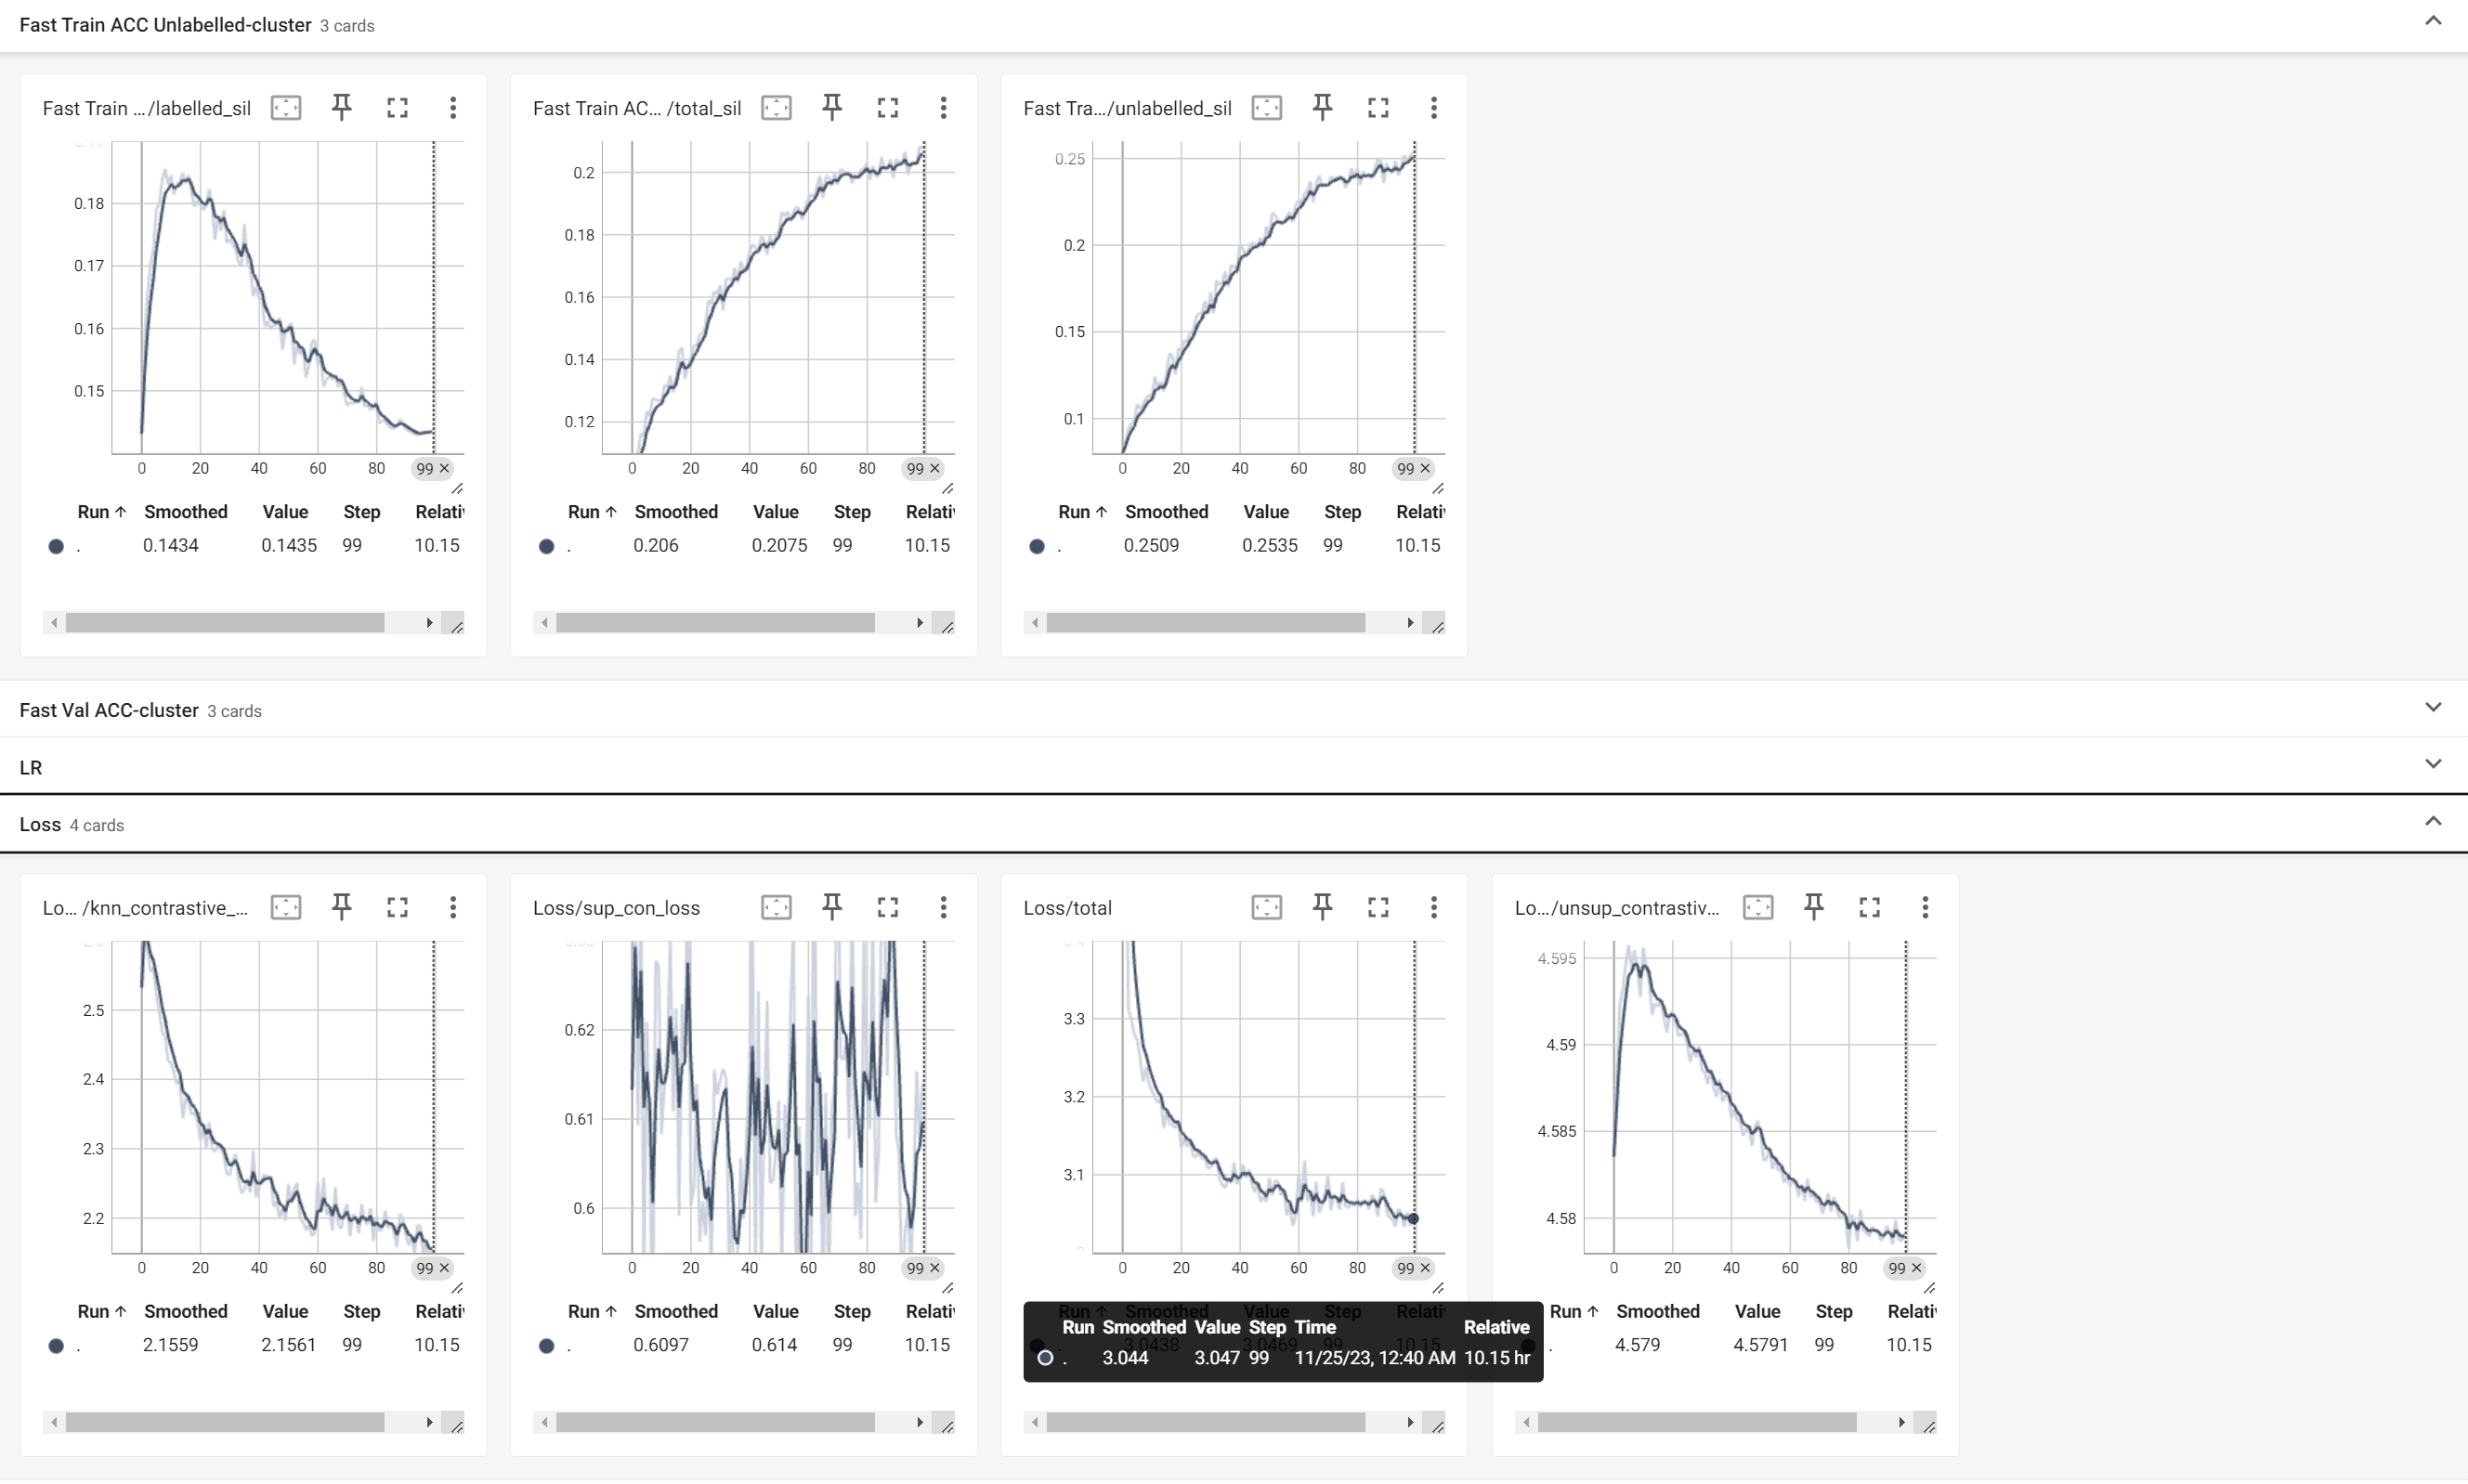 Fast Train ACC Unlabelled-cluster 3 cards
Fast Train …/labelled_sil
0.18
0.17
0.16
0.15
0 20 40 60 80 99 ×
Run ↑ Smoothed Value Step Relati
. 0.1434 0.1435 99 10.15
Fast Train AC… /total_sil
0.2
0.18
0.16
0.14
0.12
0 20 40 60 80 99 ×
Run ↑ Smoothed Value Step Relati
. 0.206 0.2075 99 10.15
Fast Tra…/unlabelled_sil
0.25
0.2
0.15
0.1
0 20 40 60 80 99 ×
Run ↑ Smoothed Value Step Relati
. 0.2509 0.2535 99 10.15
Fast Val ACC-cluster 3 cards
LR
Loss 4 cards
Lo… /knn_contrastive_…
2.5
2.4
2.3
2.2
0 20 40 60 80 99 ×
Run ↑ Smoothed Value Step Relati
. 2.1559 2.1561 99 10.15
Loss/sup_con_loss
0.62
0.61
0.6
0 20 40 60 80 99 ×
Run ↑ Smoothed Value Step Relati
. 0.6097 0.614 99 10.15
Loss/total
3.3
3.2
3.1
0 20 40 60 80 99 ×
Run Smoothed Value Step Time Relative
. 3.044 3.047 99 11/25/23, 12:40 AM 10.15 hr
Lo…/unsup_contrastiv…
4.595
4.59
4.585
4.58
0 20 40 60 80 99 ×
Run ↑ Smoothed Value Step Relati
. 4.579 4.5791 99 10.15